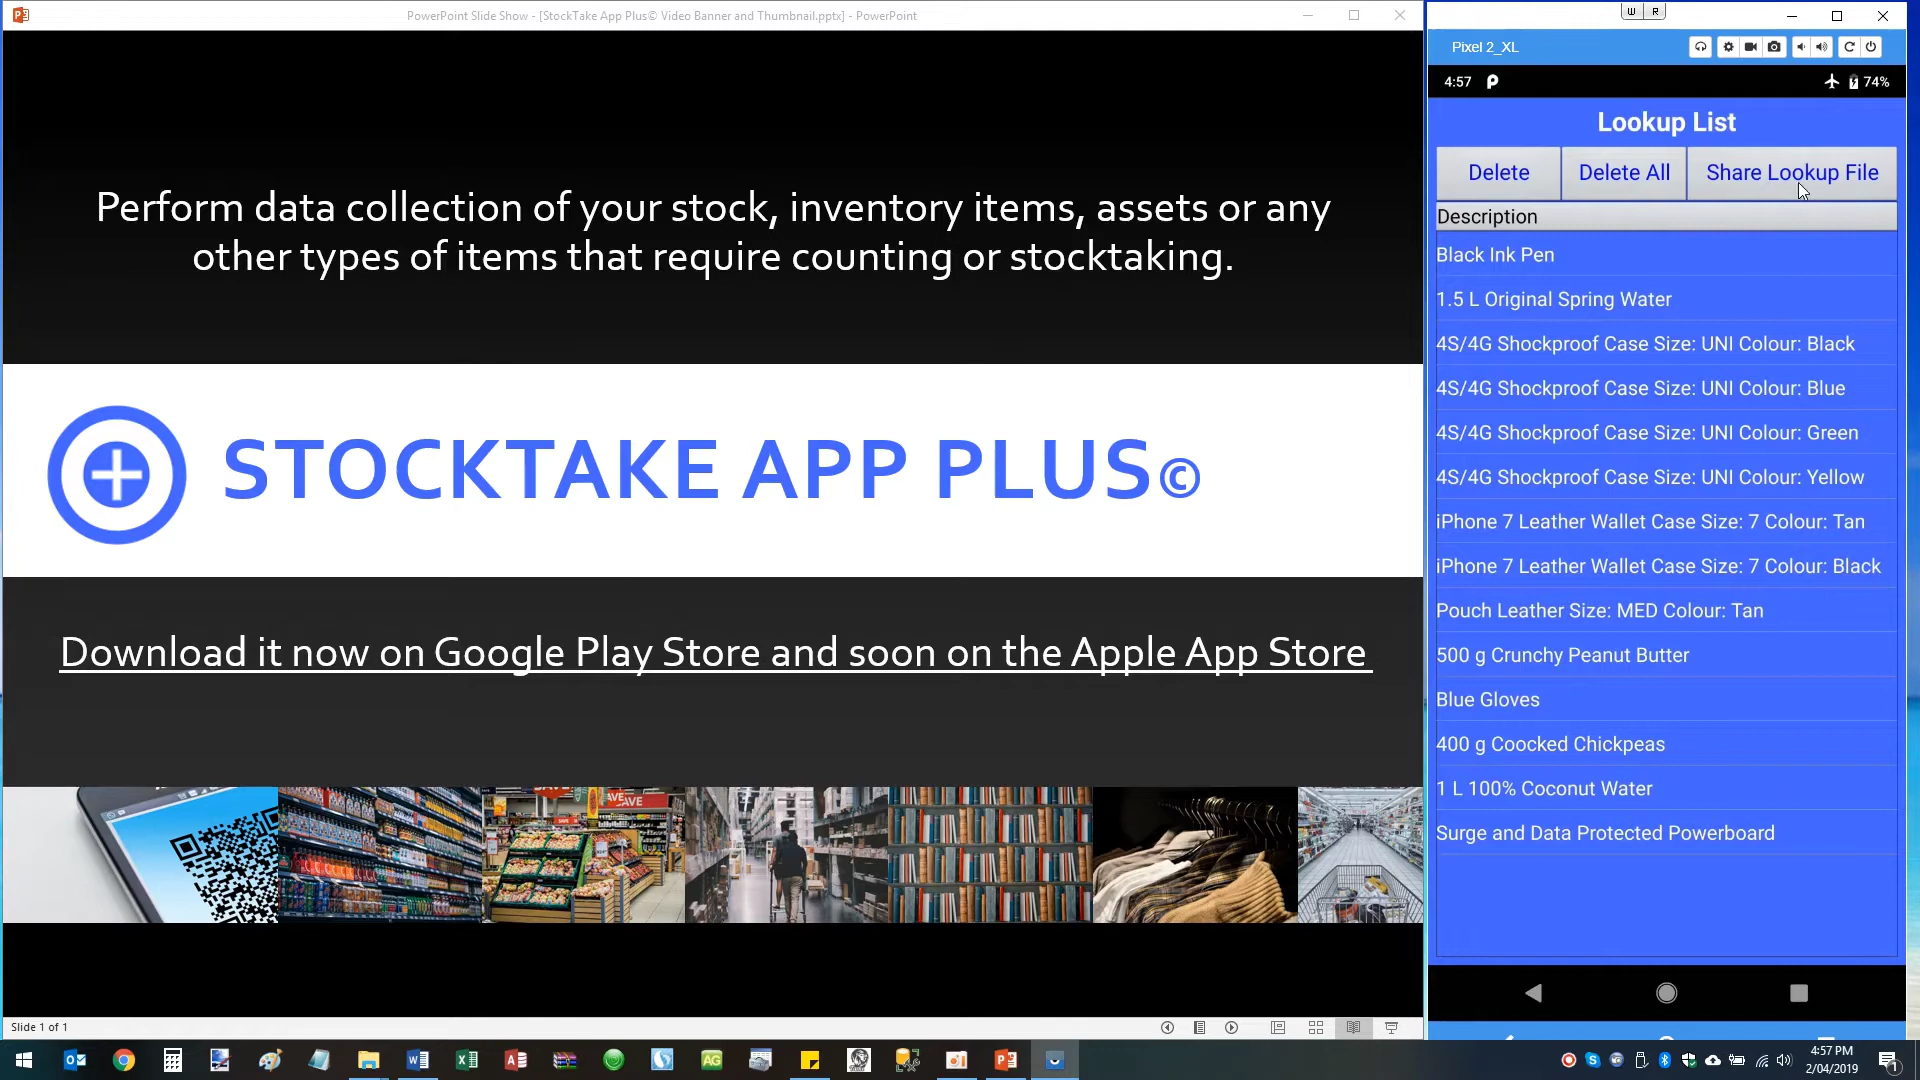 PowerPoint Slide Show - [StockTake App Plus© Video Banner and Thumbnail.pptx] - PowerPoint
Perform data collection of your stock, inventory items, assets or any
other types of items that require counting or stocktaking.
STOCKTAKE APP PLUS©
Download it now on Google Play Store and soon on the Apple App Store
SAVE
SAVE
Slide 1 of 1
W R
Pixel 2_XL
4:57
74%
Lookup List
Delete
Delete All
Share Lookup File
Description
Black Ink Pen
1.5 L Original Spring Water
4S/4G Shockproof Case Size: UNI Colour: Black
4S/4G Shockproof Case Size: UNI Colour: Blue
4S/4G Shockproof Case Size: UNI Colour: Green
4S/4G Shockproof Case Size: UNI Colour: Yellow
iPhone 7 Leather Wallet Case Size: 7 Colour: Tan
iPhone 7 Leather Wallet Case Size: 7 Colour: Black
Pouch Leather Size: MED Colour: Tan
500 g Crunchy Peanut Butter
Blue Gloves
400 g Coocked Chickpeas
1 L 100% Coconut Water
Surge and Data Protected Powerboard
AG
4:57 PM
2/04/2019
1